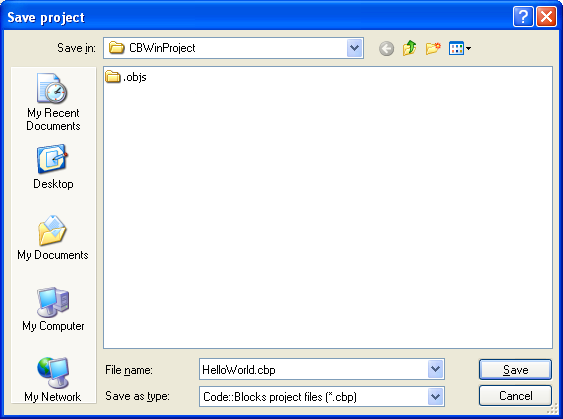 Save project
Save in:
CBWinProject
.objs
My Recent
Documents
Desktop
My Documents
My Computer
My Network
File name:
HelloWorld.cbp
Save
Save as type:
Code::Blocks project files (*.cbp)
Cancel